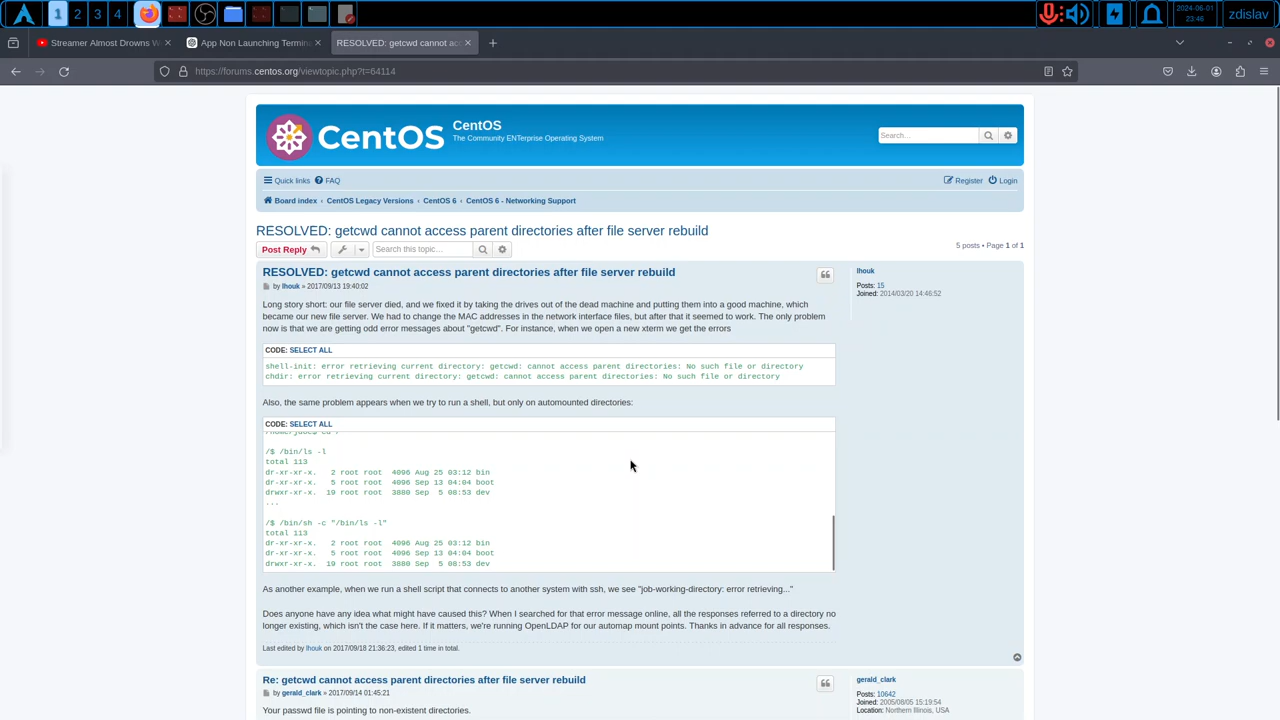 1 2 3 4
2024-06-01
23:46
zdislav
Streamer Almost Drowns W
App Non Launching Termina
RESOLVED: getcwd cannot acc
https://forums.centos.org/viewtopic.php?t=64114
CentOS
CentOS
The Community ENTerprise Operating System
Search…
Quick links FAQ
Register Login
Board index ‹ CentOS Legacy Versions ‹ CentOS 6 ‹ CentOS 6 - Networking Support
RESOLVED: getcwd cannot access parent directories after file server rebuild
Post Reply
Search this topic…
5 posts • Page 1 of 1
RESOLVED: getcwd cannot access parent directories after file server rebuild
by lhouk » 2017/09/13 19:40:02
lhouk
Posts: 15
Joined: 2014/03/20 14:46:52
Long story short: our file server died, and we fixed it by taking the drives out of the dead machine and putting them into a good machine, which
became our new file server. We had to change the MAC addresses in the network interface files, but after that it seemed to work. The only problem
now is that we are getting odd error messages about "getcwd". For instance, when we open a new xterm we get the errors
CODE: SELECT ALL
shell-init: error retrieving current directory: getcwd: cannot access parent directories: No such file or directory
chdir: error retrieving current directory: getcwd: cannot access parent directories: No such file or directory
Also, the same problem appears when we try to run a shell, but only on automounted directories:
CODE: SELECT ALL
/$ /bin/ls -l
total 113
dr-xr-xr-x. 2 root root 4096 Aug 25 03:12 bin
dr-xr-xr-x. 5 root root 4096 Sep 13 04:04 boot
drwxr-xr-x. 19 root root 3880 Sep 5 08:53 dev
...
/$ /bin/sh -c "/bin/ls -l"
total 113
dr-xr-xr-x. 2 root root 4096 Aug 25 03:12 bin
dr-xr-xr-x. 5 root root 4096 Sep 13 04:04 boot
drwxr-xr-x. 19 root root 3880 Sep 5 08:53 dev
As another example, when we run a shell script that connects to another system with ssh, we see "job-working-directory: error retrieving..."
Does anyone have any idea what might have caused this? When I searched for that error message online, all the responses referred to a directory no
longer existing, which isn't the case here. If it matters, we're running OpenLDAP for our automap mount points. Thanks in advance for all responses.
Last edited by lhouk on 2017/09/18 21:36:23, edited 1 time in total.
Re: getcwd cannot access parent directories after file server rebuild
by gerald_clark » 2017/09/14 01:45:21
gerald_clark
Posts: 10642
Joined: 2005/08/05 15:19:54
Location: Northern Illinois, USA
Your passwd file is pointing to non-existent directories.